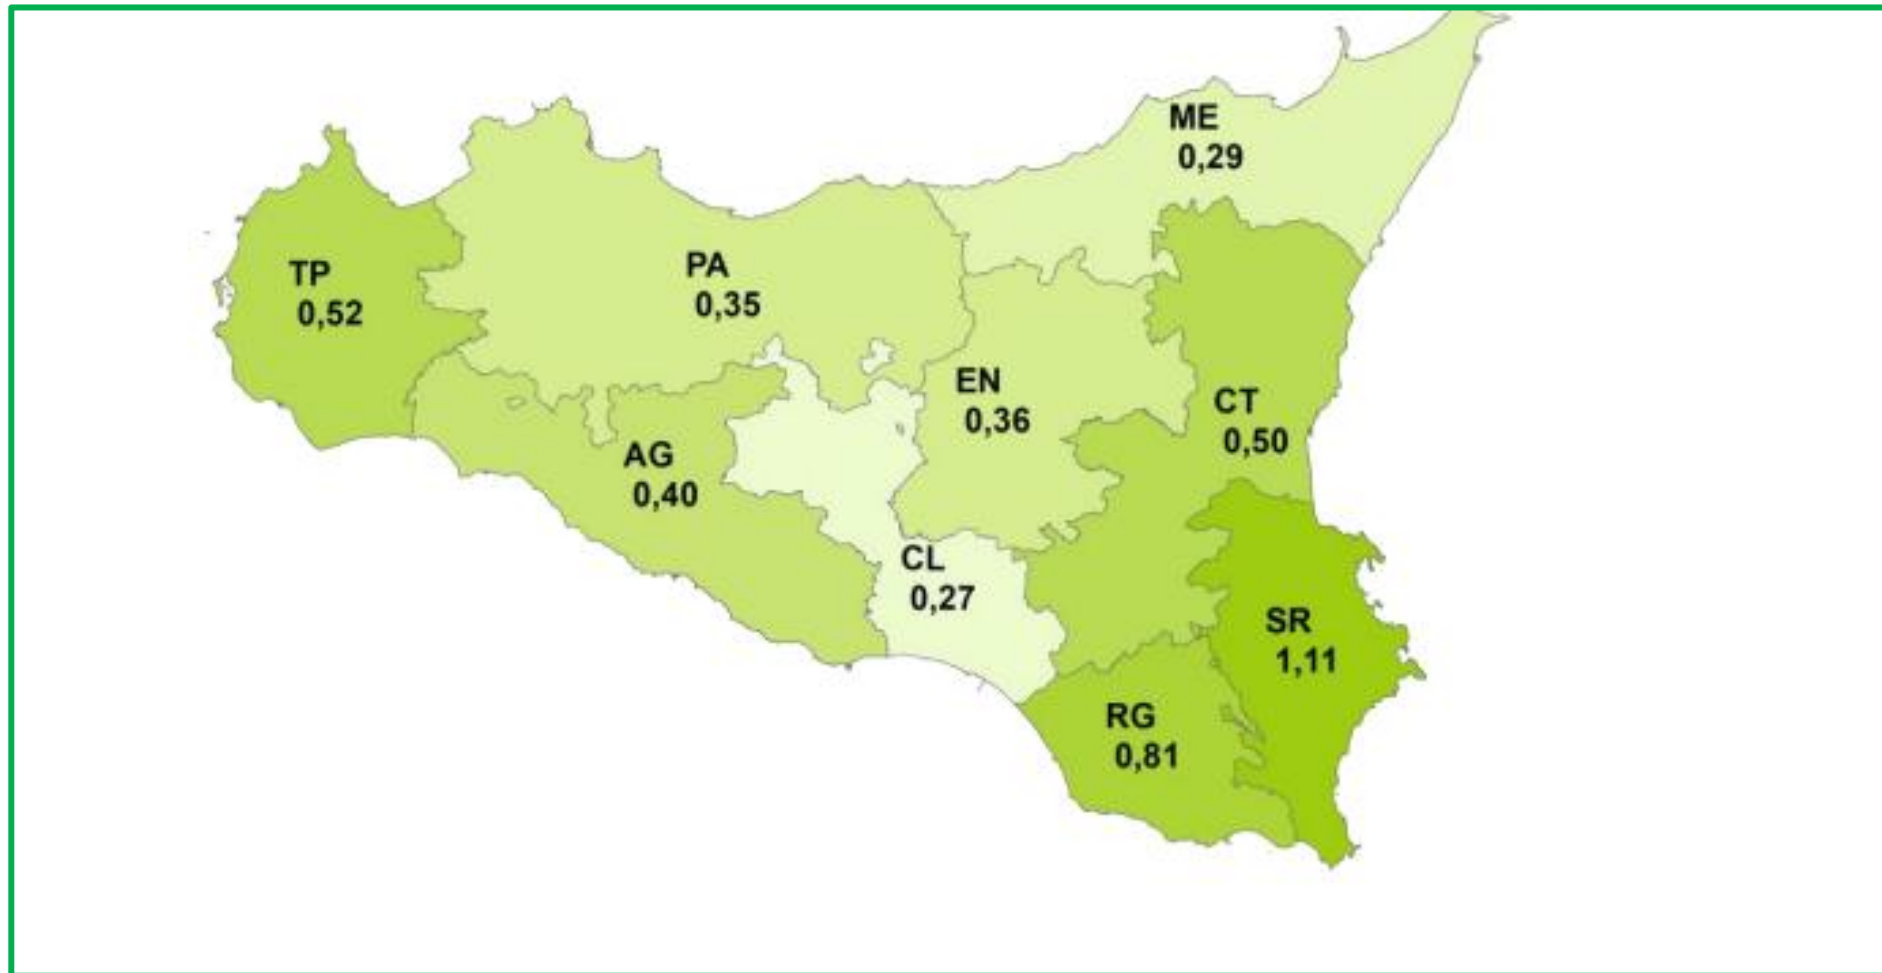 ME
0,29
TP
0,52
PA
0,35
EN
0,36
CT
0,50
AG
0,40
CL
0,27
SR
1,11
RG
0,81